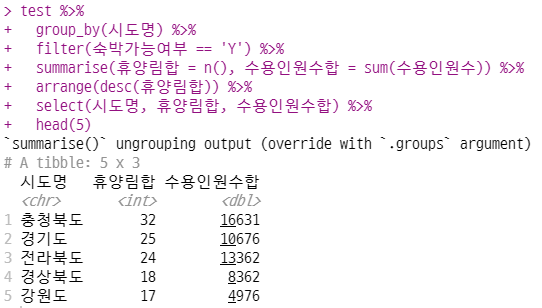 > test %>%
+ group_by(시도명) %>%
+ filter(숙박가능여부 == 'Y') %>%
+ summarise(휴양림합 = n(), 수용인원수합 = sum(수용인원수)) %>%
+ arrange(desc(휴양림합)) %>%
+ select(시도명, 휴양림합, 수용인원수합) %>%
+ head(5)
`summarise()` ungrouping output (override with `.groups` argument)
# A tibble: 5 x 3
시도명 휴양림합 수용인원수합
<chr> <int> <dbl>
1 충청북도 32 16631
2 경기도 25 10676
3 전라북도 24 13362
4 경상북도 18 8362
5 강원도 17 4976